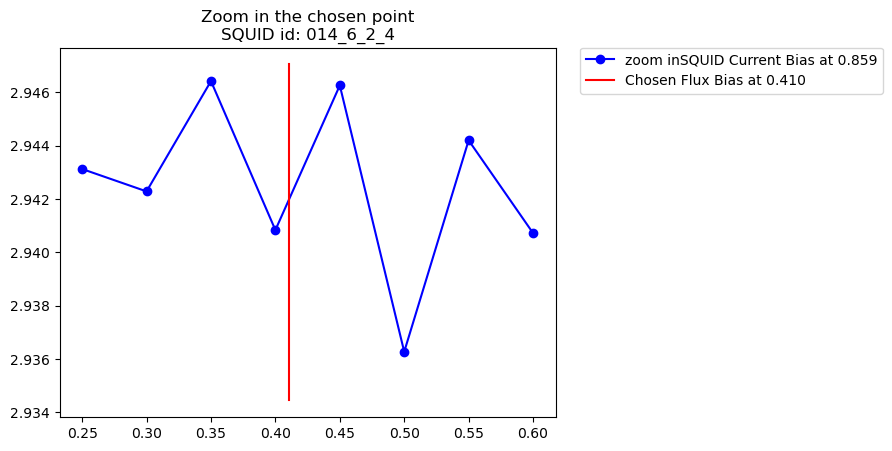 Zoom in the chosen point
SQUID id: 014_6_2_4
zoom inSQUID Current Bias at 0.859
Chosen Flux Bias at 0.410
2.946
2.944
2.942
2.940
2.938
2.936
2.934
0.25 0.30 0.35 0.40 0.45 0.50 0.55 0.60